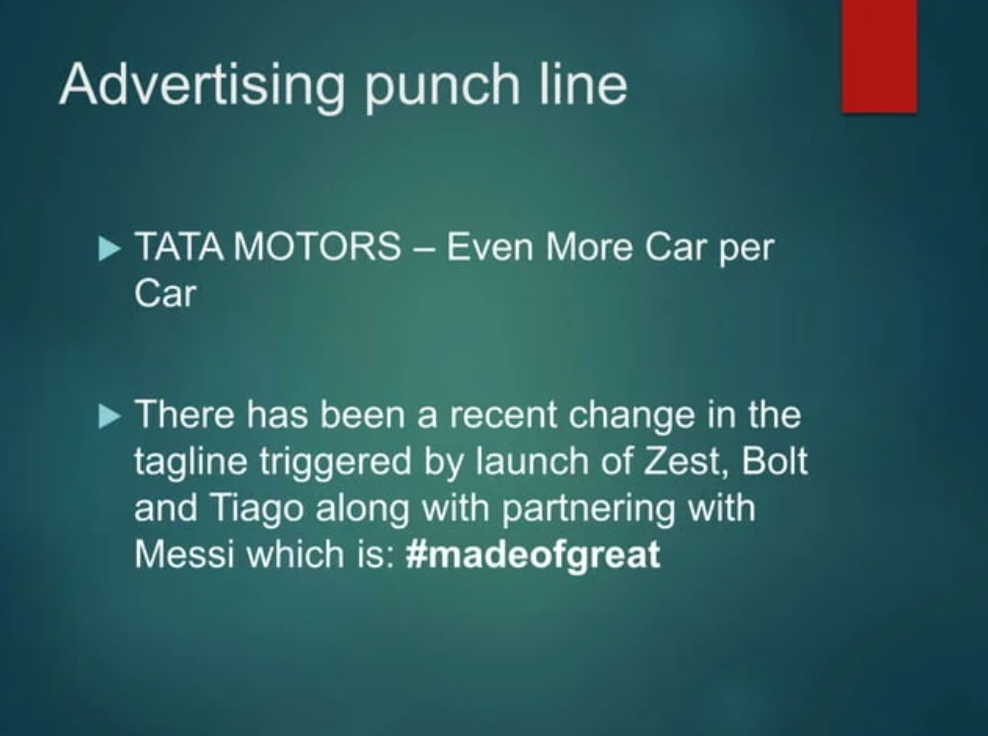 Advertising punch line
TATA MOTORS – Even More Car per
Car
There has been a recent change in the
tagline triggered by launch of Zest, Bolt
and Tiago along with partnering with
Messi which is: #madeofgreat